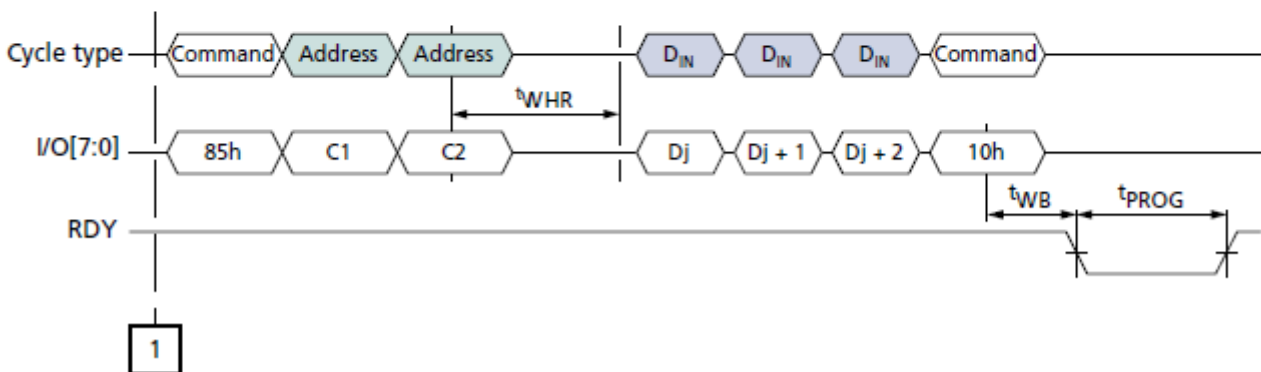 Cycle type Command Address Address DIN DIN DIN Command
tWHR
I/O[7:0] 85h C1 C2 Dj Dj + 1 Dj + 2 10h
tWB tPROG
RDY
1